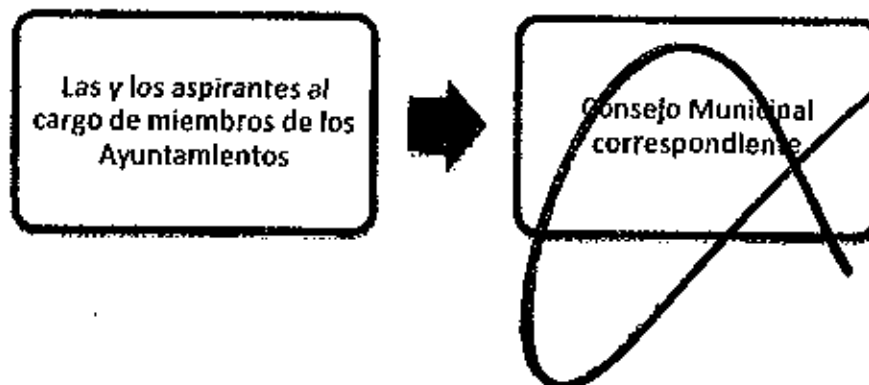 Las y los aspirantes al
cargo de miembros de los
Ayuntamientos
Consejo Municipal
correspondiente